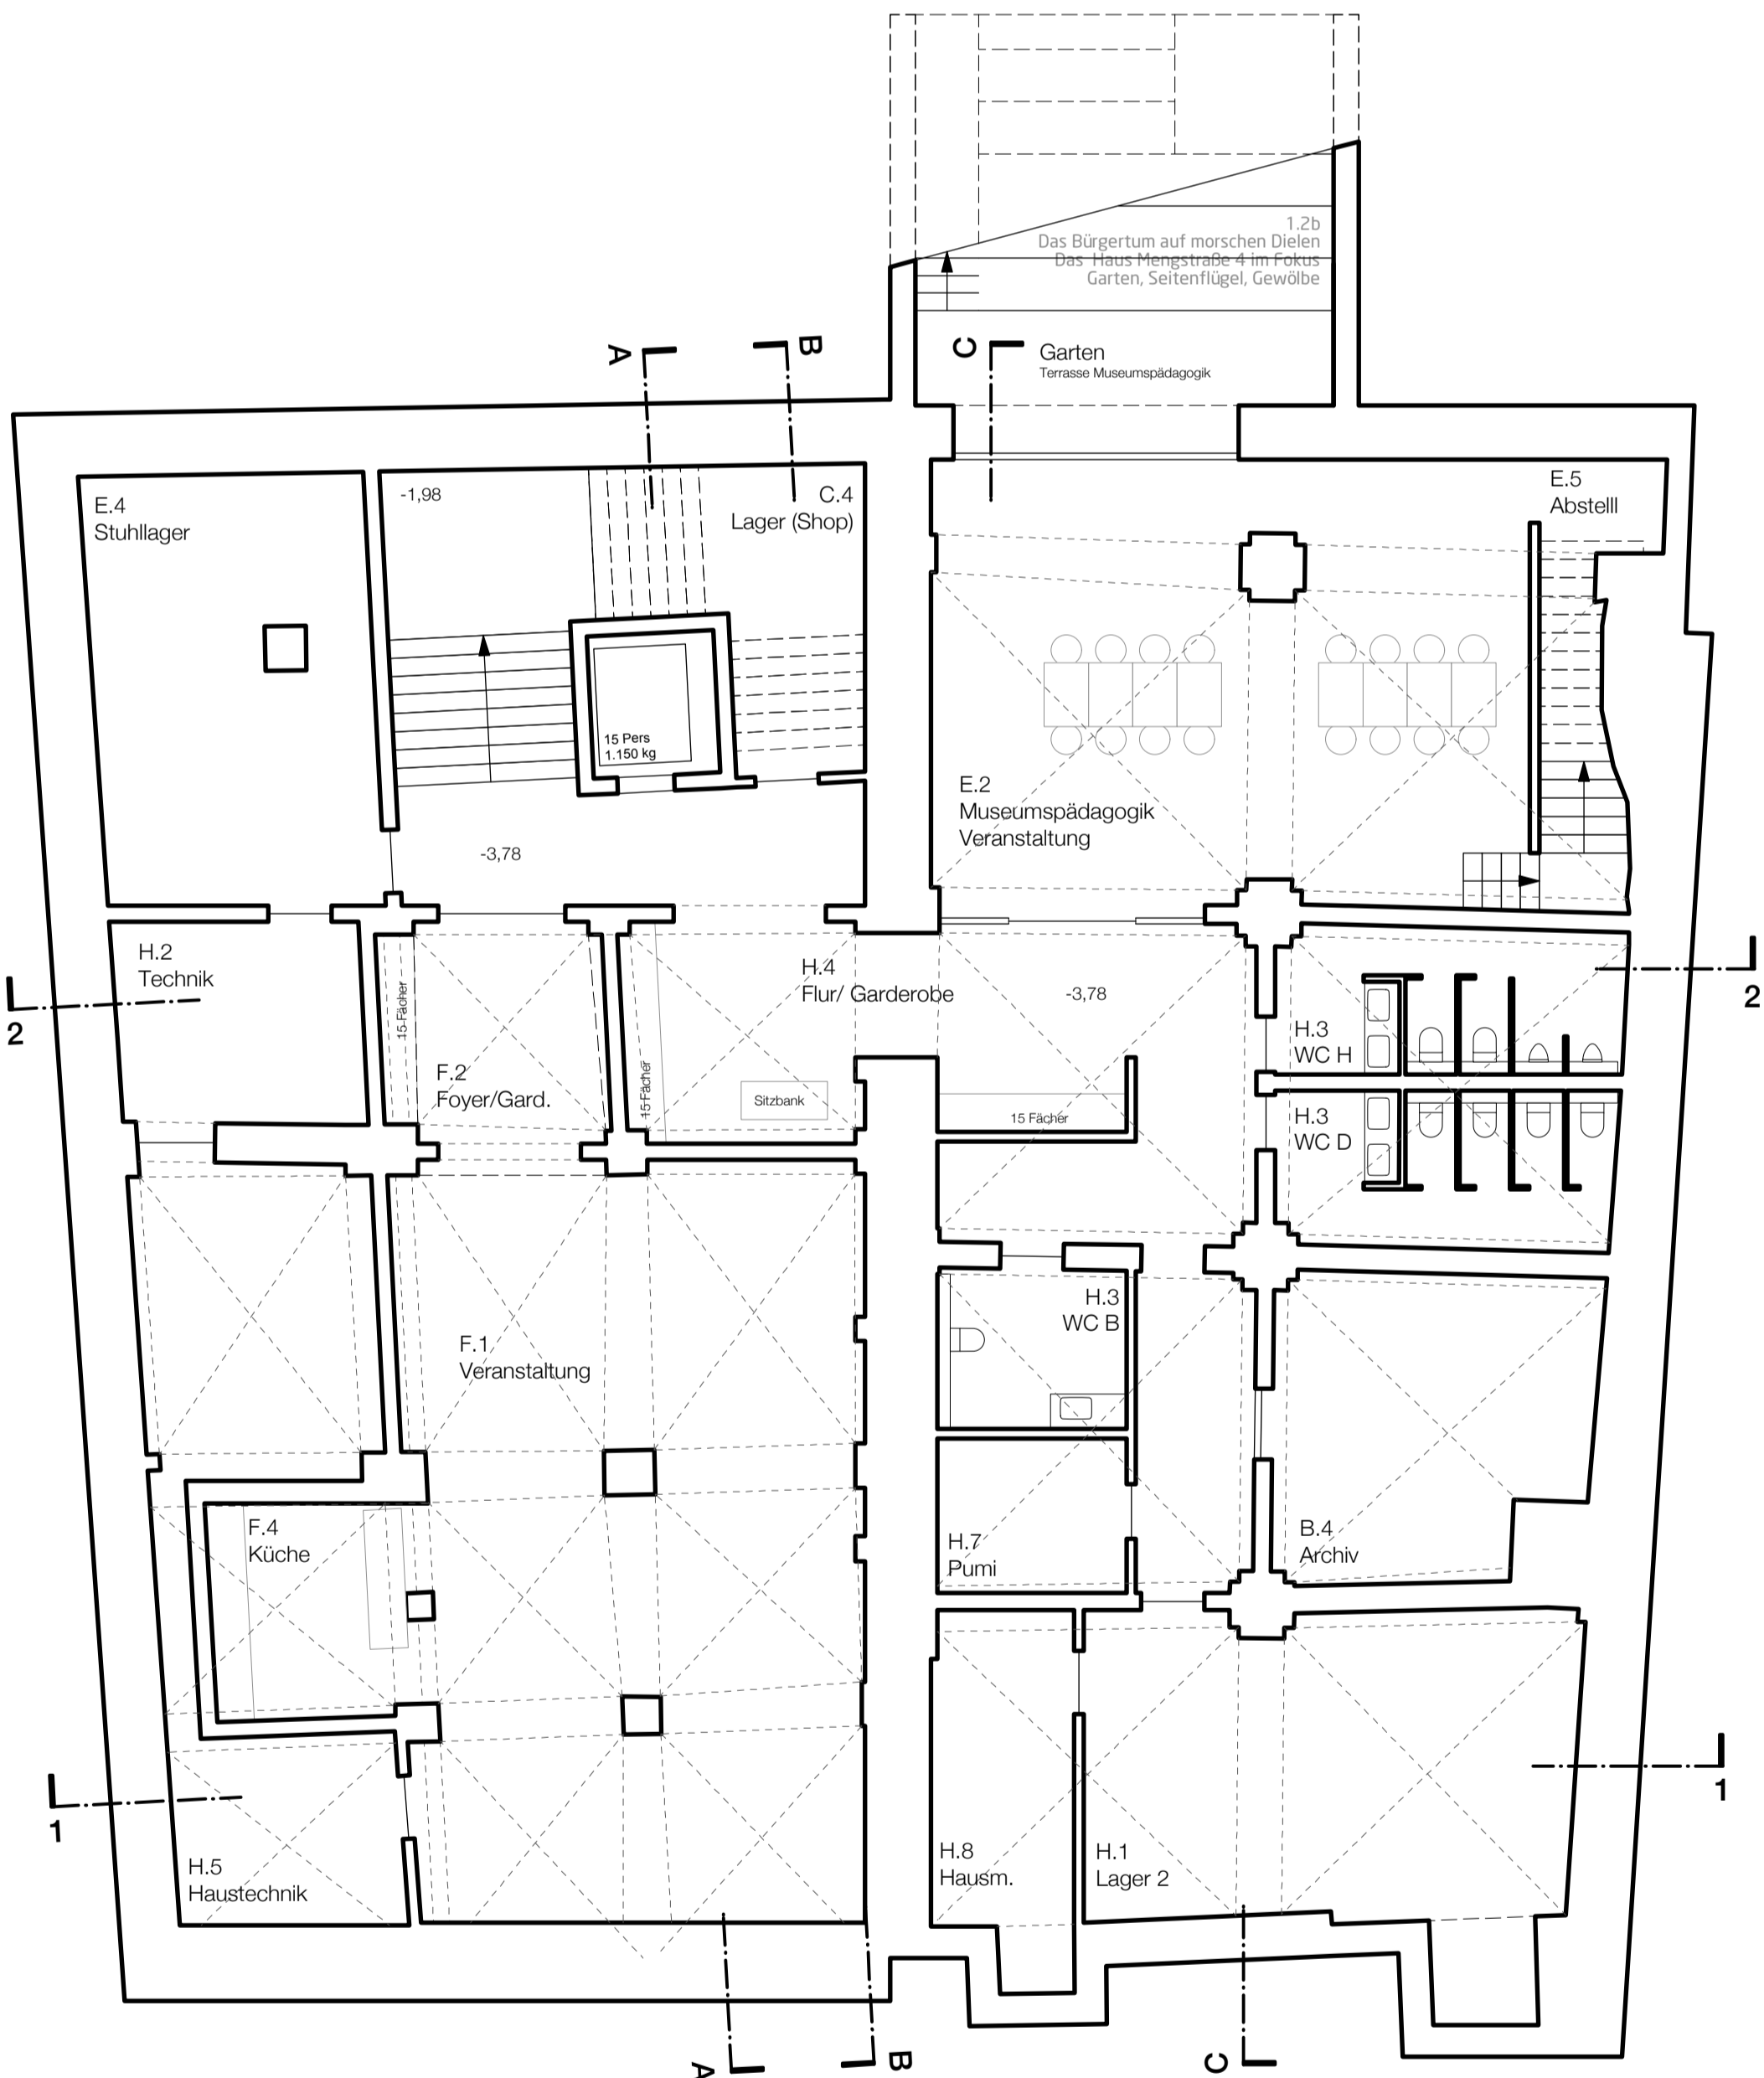 1.2b
Das Bürgertum auf morschen Dielen
Das Haus Mengstraße 4 im Fokus
Garten, Seitenflügel, Gewölbe
A
B
C
Garten
Terrasse Museumspädagogik
E.4
Stuhllager
-1,98
C.4
Lager (Shop)
E.5
Abstelll
15 Pers
1.150 kg
E.2
Museumspädagogik
Veranstaltung
-3,78
H.2
Technik
H.4
Flur/ Garderobe
-3,78
2
2
15 Fächer
H.3
WC H
F.2
Foyer/Gard.
15 Fächer
Sitzbank
15 Fächer
H.3
WC D
H.3
WC B
F.1
Veranstaltung
F.4
Küche
H.7
Pumi
B.4
Archiv
1
1
H.5
Haustechnik
H.8
Hausm.
H.1
Lager 2
A
B
C